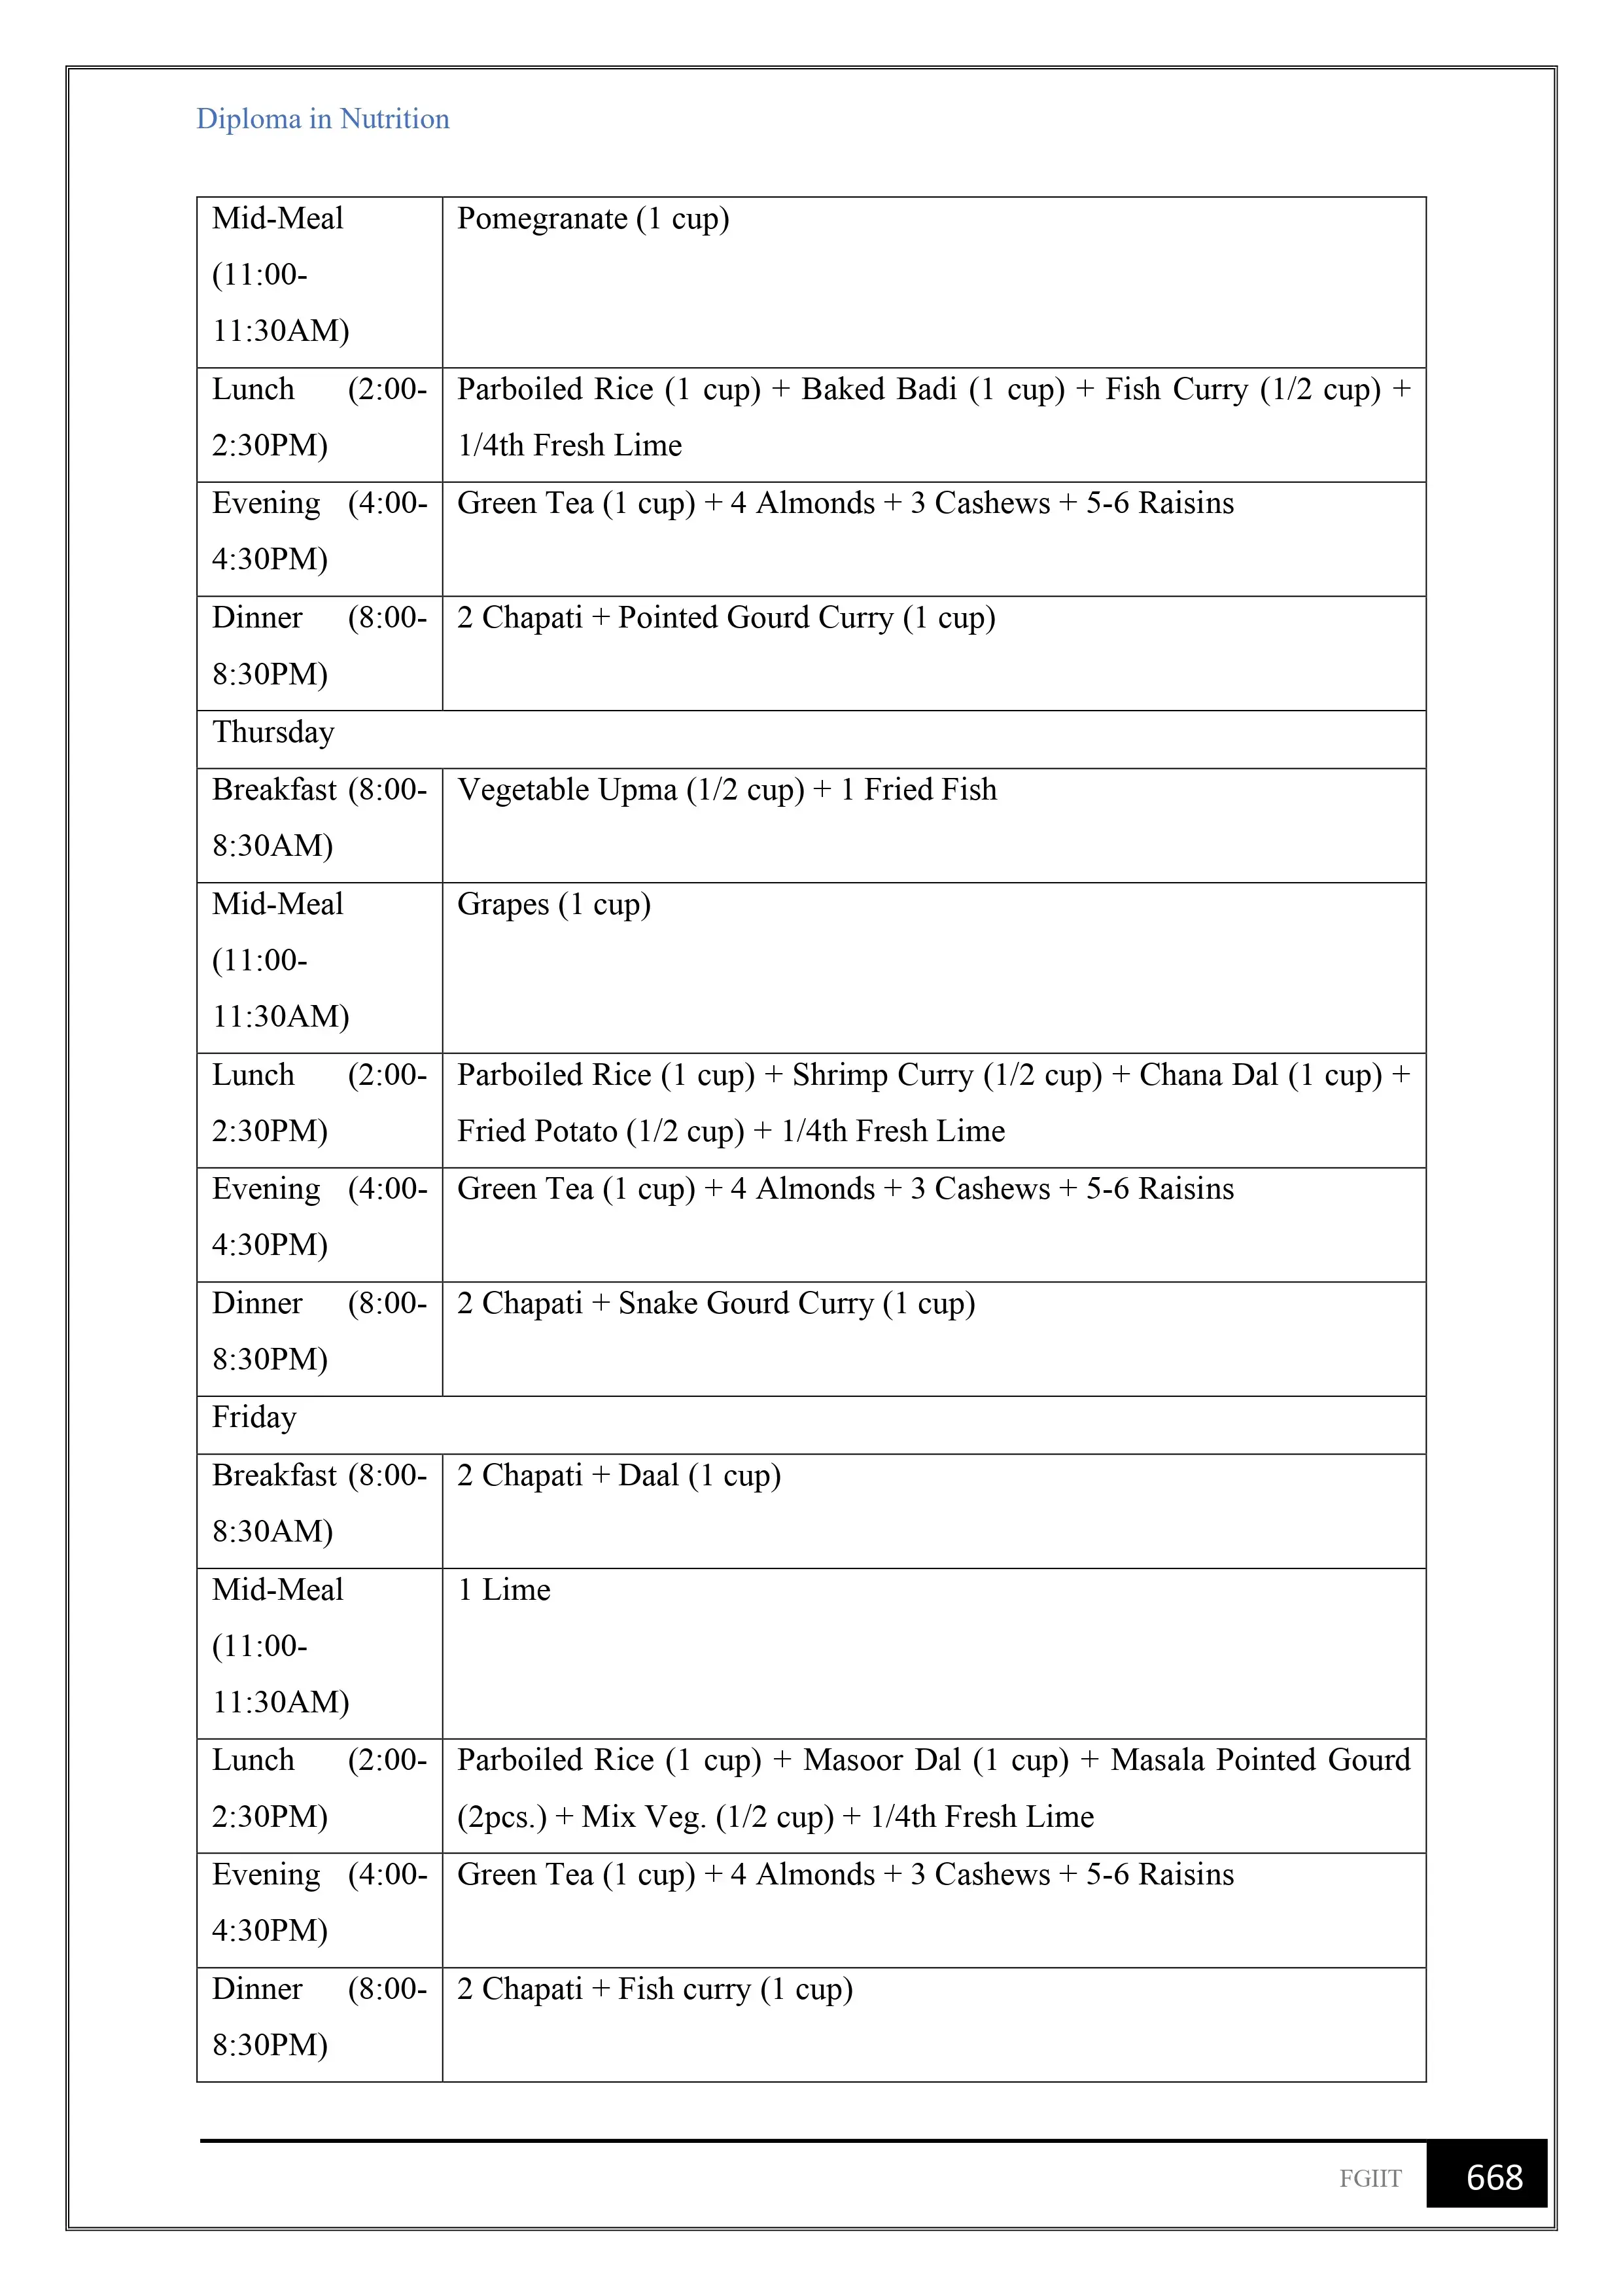 Diploma in Nutrition
Mid-Meal
(11:00-
11:30AM)
Pomegranate (1 cup)
Lunch (2:00-
2:30PM)
Parboiled Rice (1 cup) + Baked Badi (1 cup) + Fish Curry (1/2 cup) +
1/4th Fresh Lime
Evening (4:00-
4:30PM)
Green Tea (1 cup) + 4 Almonds + 3 Cashews + 5-6 Raisins
Dinner (8:00-
8:30PM)
2 Chapati + Pointed Gourd Curry (1 cup)
Thursday
Breakfast (8:00-
8:30AM)
Vegetable Upma (1/2 cup) + 1 Fried Fish
Mid-Meal
(11:00-
11:30AM)
Grapes (1 cup)
Lunch (2:00-
2:30PM)
Parboiled Rice (1 cup) + Shrimp Curry (1/2 cup) + Chana Dal (1 cup) +
Fried Potato (1/2 cup) + 1/4th Fresh Lime
Evening (4:00-
4:30PM)
Green Tea (1 cup) + 4 Almonds + 3 Cashews + 5-6 Raisins
Dinner (8:00-
8:30PM)
2 Chapati + Snake Gourd Curry (1 cup)
Friday
Breakfast (8:00-
8:30AM)
2 Chapati + Daal (1 cup)
Mid-Meal
(11:00-
11:30AM)
1 Lime
Lunch (2:00-
2:30PM)
Parboiled Rice (1 cup) + Masoor Dal (1 cup) + Masala Pointed Gourd
(2pcs.) + Mix Veg. (1/2 cup) + 1/4th Fresh Lime
Evening (4:00-
4:30PM)
Green Tea (1 cup) + 4 Almonds + 3 Cashews + 5-6 Raisins
Dinner (8:00-
8:30PM)
2 Chapati + Fish curry (1 cup)
FGIIT 668